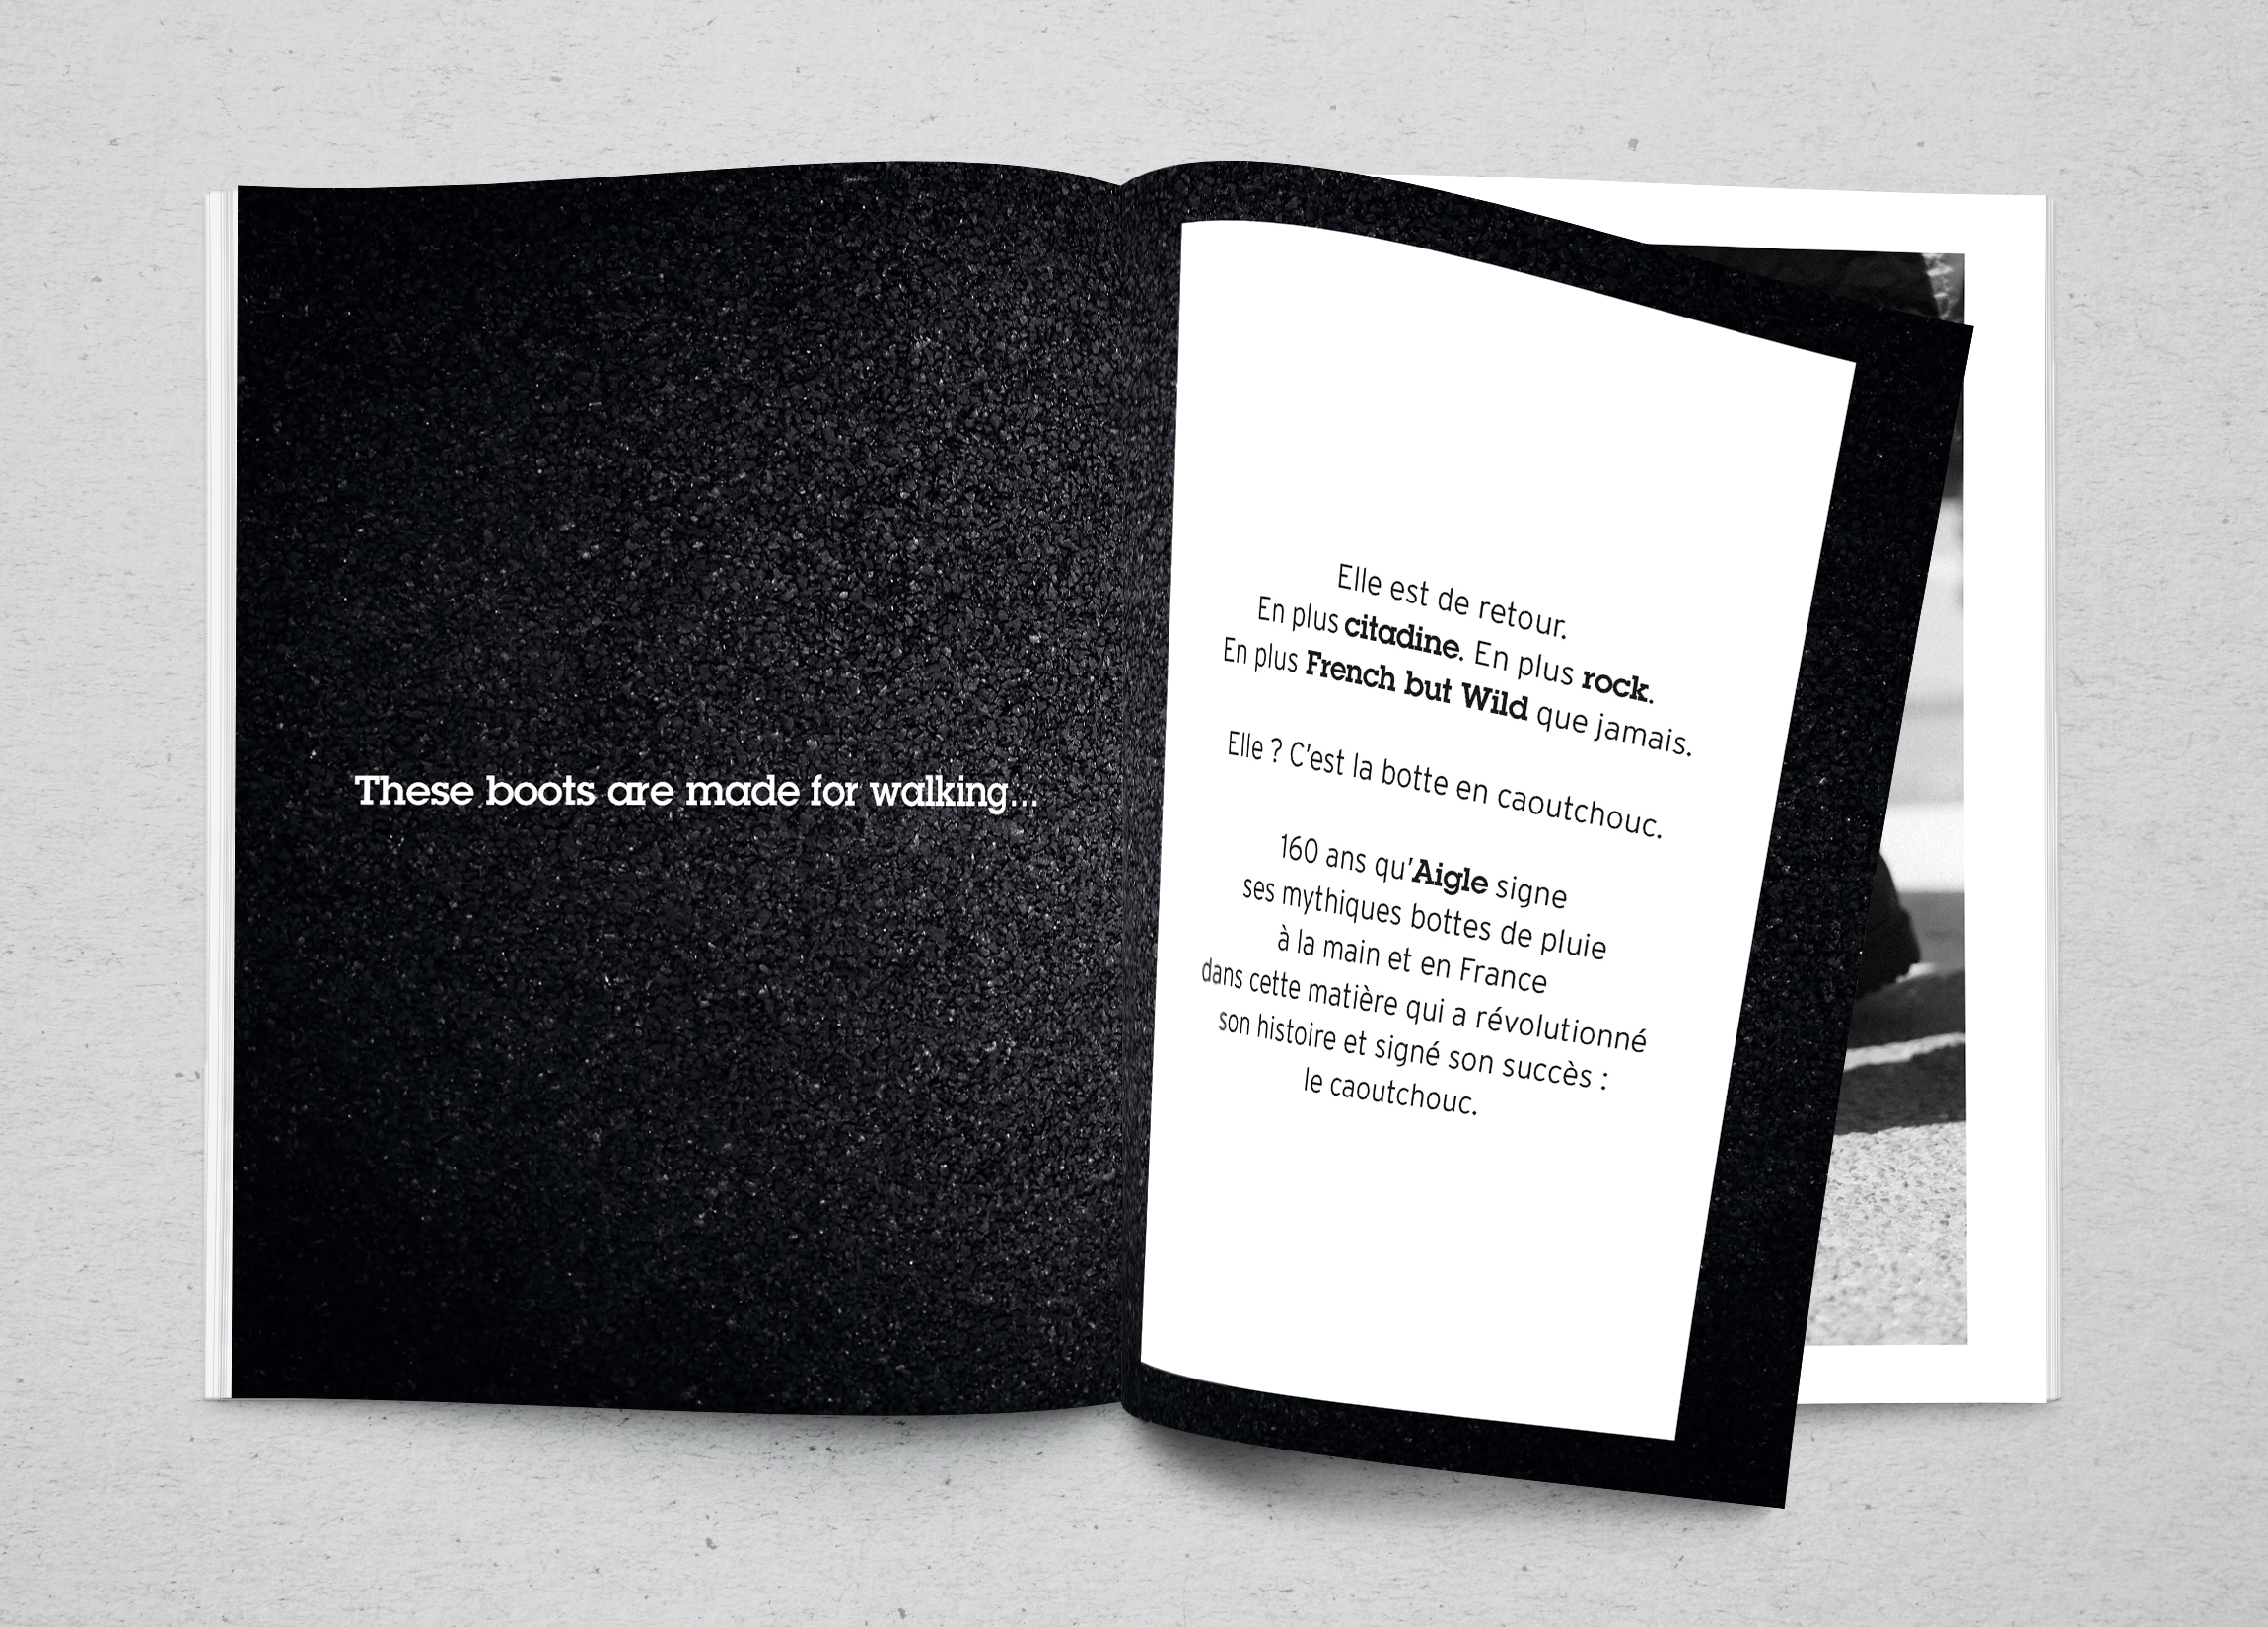 These boots are made for walking...
Elle est de retour.
En plus citadine. En plus rock.
En plus French but Wild que jamais.
Elle ? C'est la botte en caoutchouc.
160 ans qu'Aigle signe
ses mythiques bottes de pluie
à la main et en France
dans cette matière qui a révolutionné
son histoire et signé son succès :
le caoutchouc.